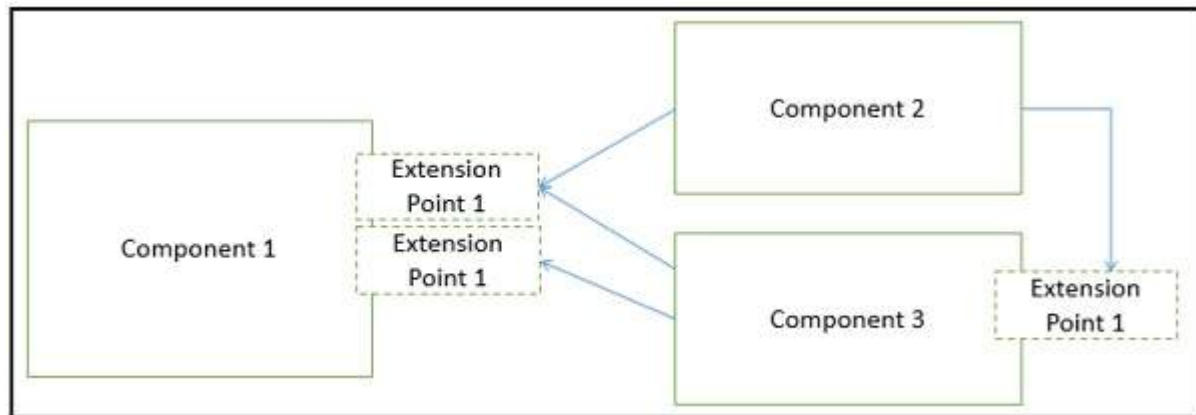 Component 1
Extension
Point 1
Extension
Point 1
Component 2
Component 3
Extension
Point 1